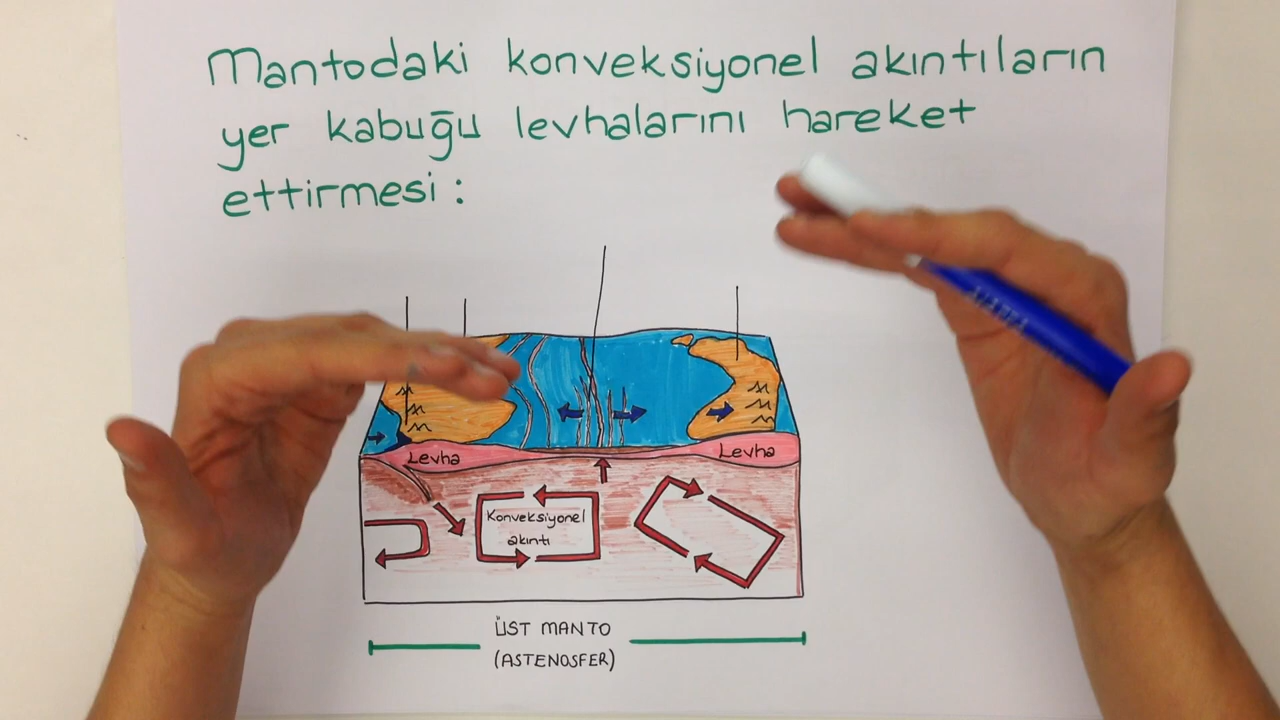 Mantodaki konveksiyonel akıntıların
yer kabuğu levhalarını hareket
ettirmesi :
Levha
Levha
Konveksiyonel
akıntı
ÜST MANTO
(ASTENOSFER)